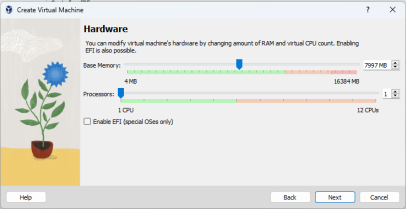 Create Virtual Machine
Hardware
You can modify virtual machine's hardware by changing amount of RAM and virtual CPU count. Enabling
EFI is also possible.
Base Memory:
7997 MB
4 MB
16384 MB
Processors:
1
1 CPU
12 CPUs
Enable EFI (special OSes only)
Help
Back
Next
Cancel